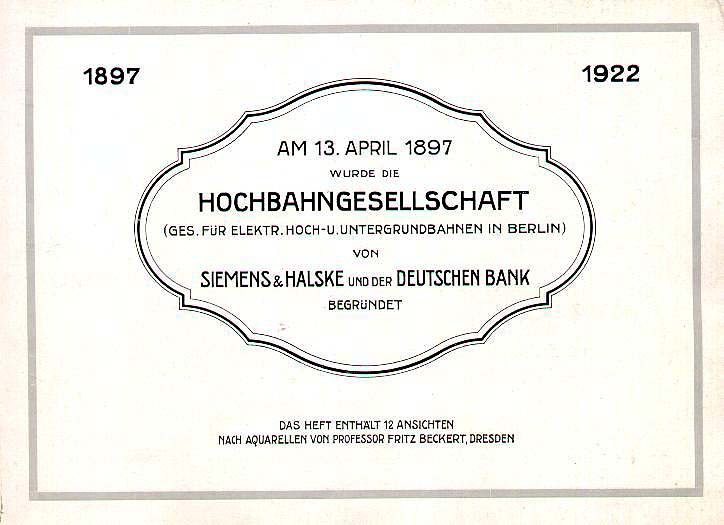 1897
1922
AM 13. APRIL 1897
WURDE DIE
HOCHBAHNGESELLSCHAFT
(GES. FÜR ELEKTR. HOCH-U. UNTERGRUNDBAHNEN IN BERLIN)
VON
SIEMENS & HALSKE UND DER DEUTSCHEN BANK
BEGRÜNDET
DAS HEFT ENTHÄLT 12 ANSICHTEN
NACH AQUARELLEN VON PROFESSOR FRITZ BECKERT, DRESDEN